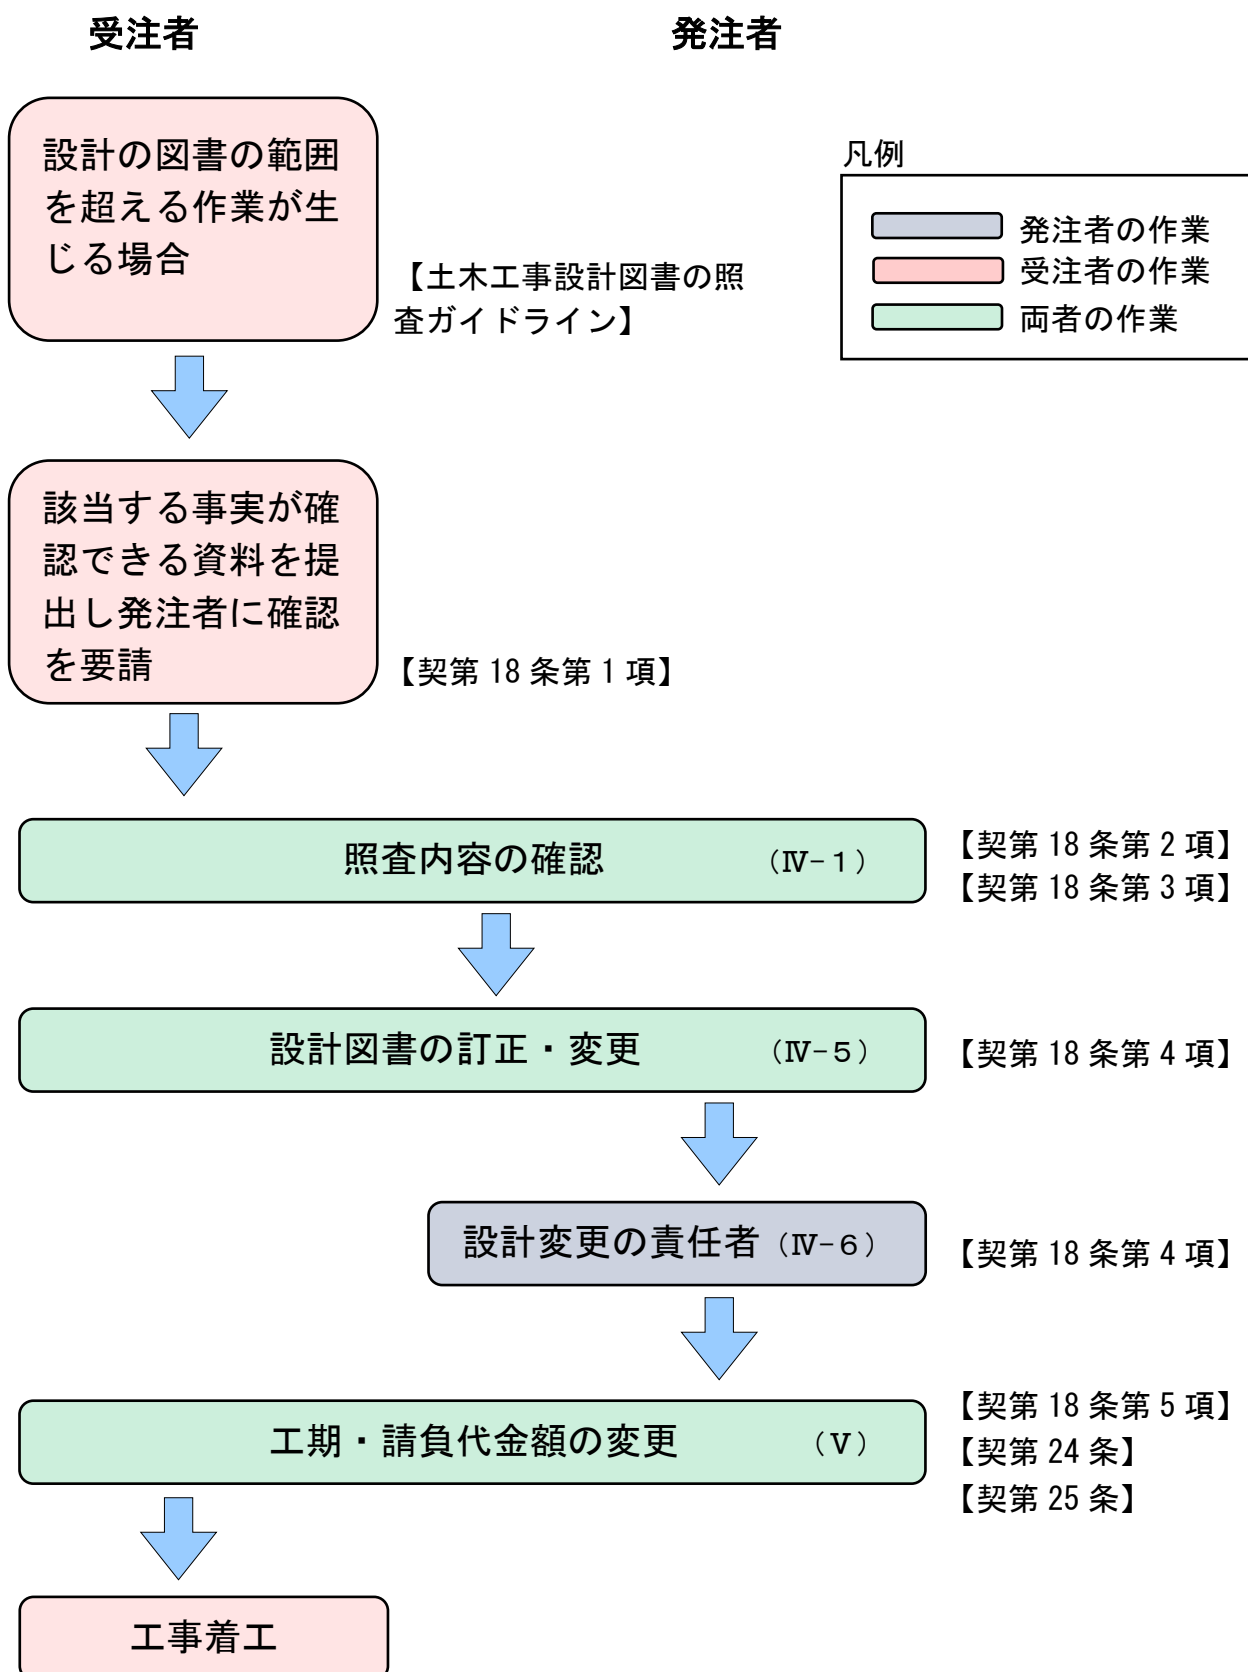 受注者
発注者
設計の図書の範囲
を超える作業が生
じる場合
【土木工事設計図書の照
査ガイドライン】
凡例
発注者の作業
受注者の作業
両者の作業
該当する事実が確
認できる資料を提
出し発注者に確認
を要請
【契第 18 条第 1 項】
照査内容の確認 （Ⅳ-１）
【契第 18 条第 2 項】
【契第 18 条第 3 項】
設計図書の訂正・変更 （Ⅳ-５）
【契第 18 条第 4 項】
設計変更の責任者（Ⅳ-６）
【契第 18 条第 4 項】
工期・請負代金額の変更 （Ⅴ）
【契第 18 条第 5 項】
【契第 24 条】
【契第 25 条】
工事着工